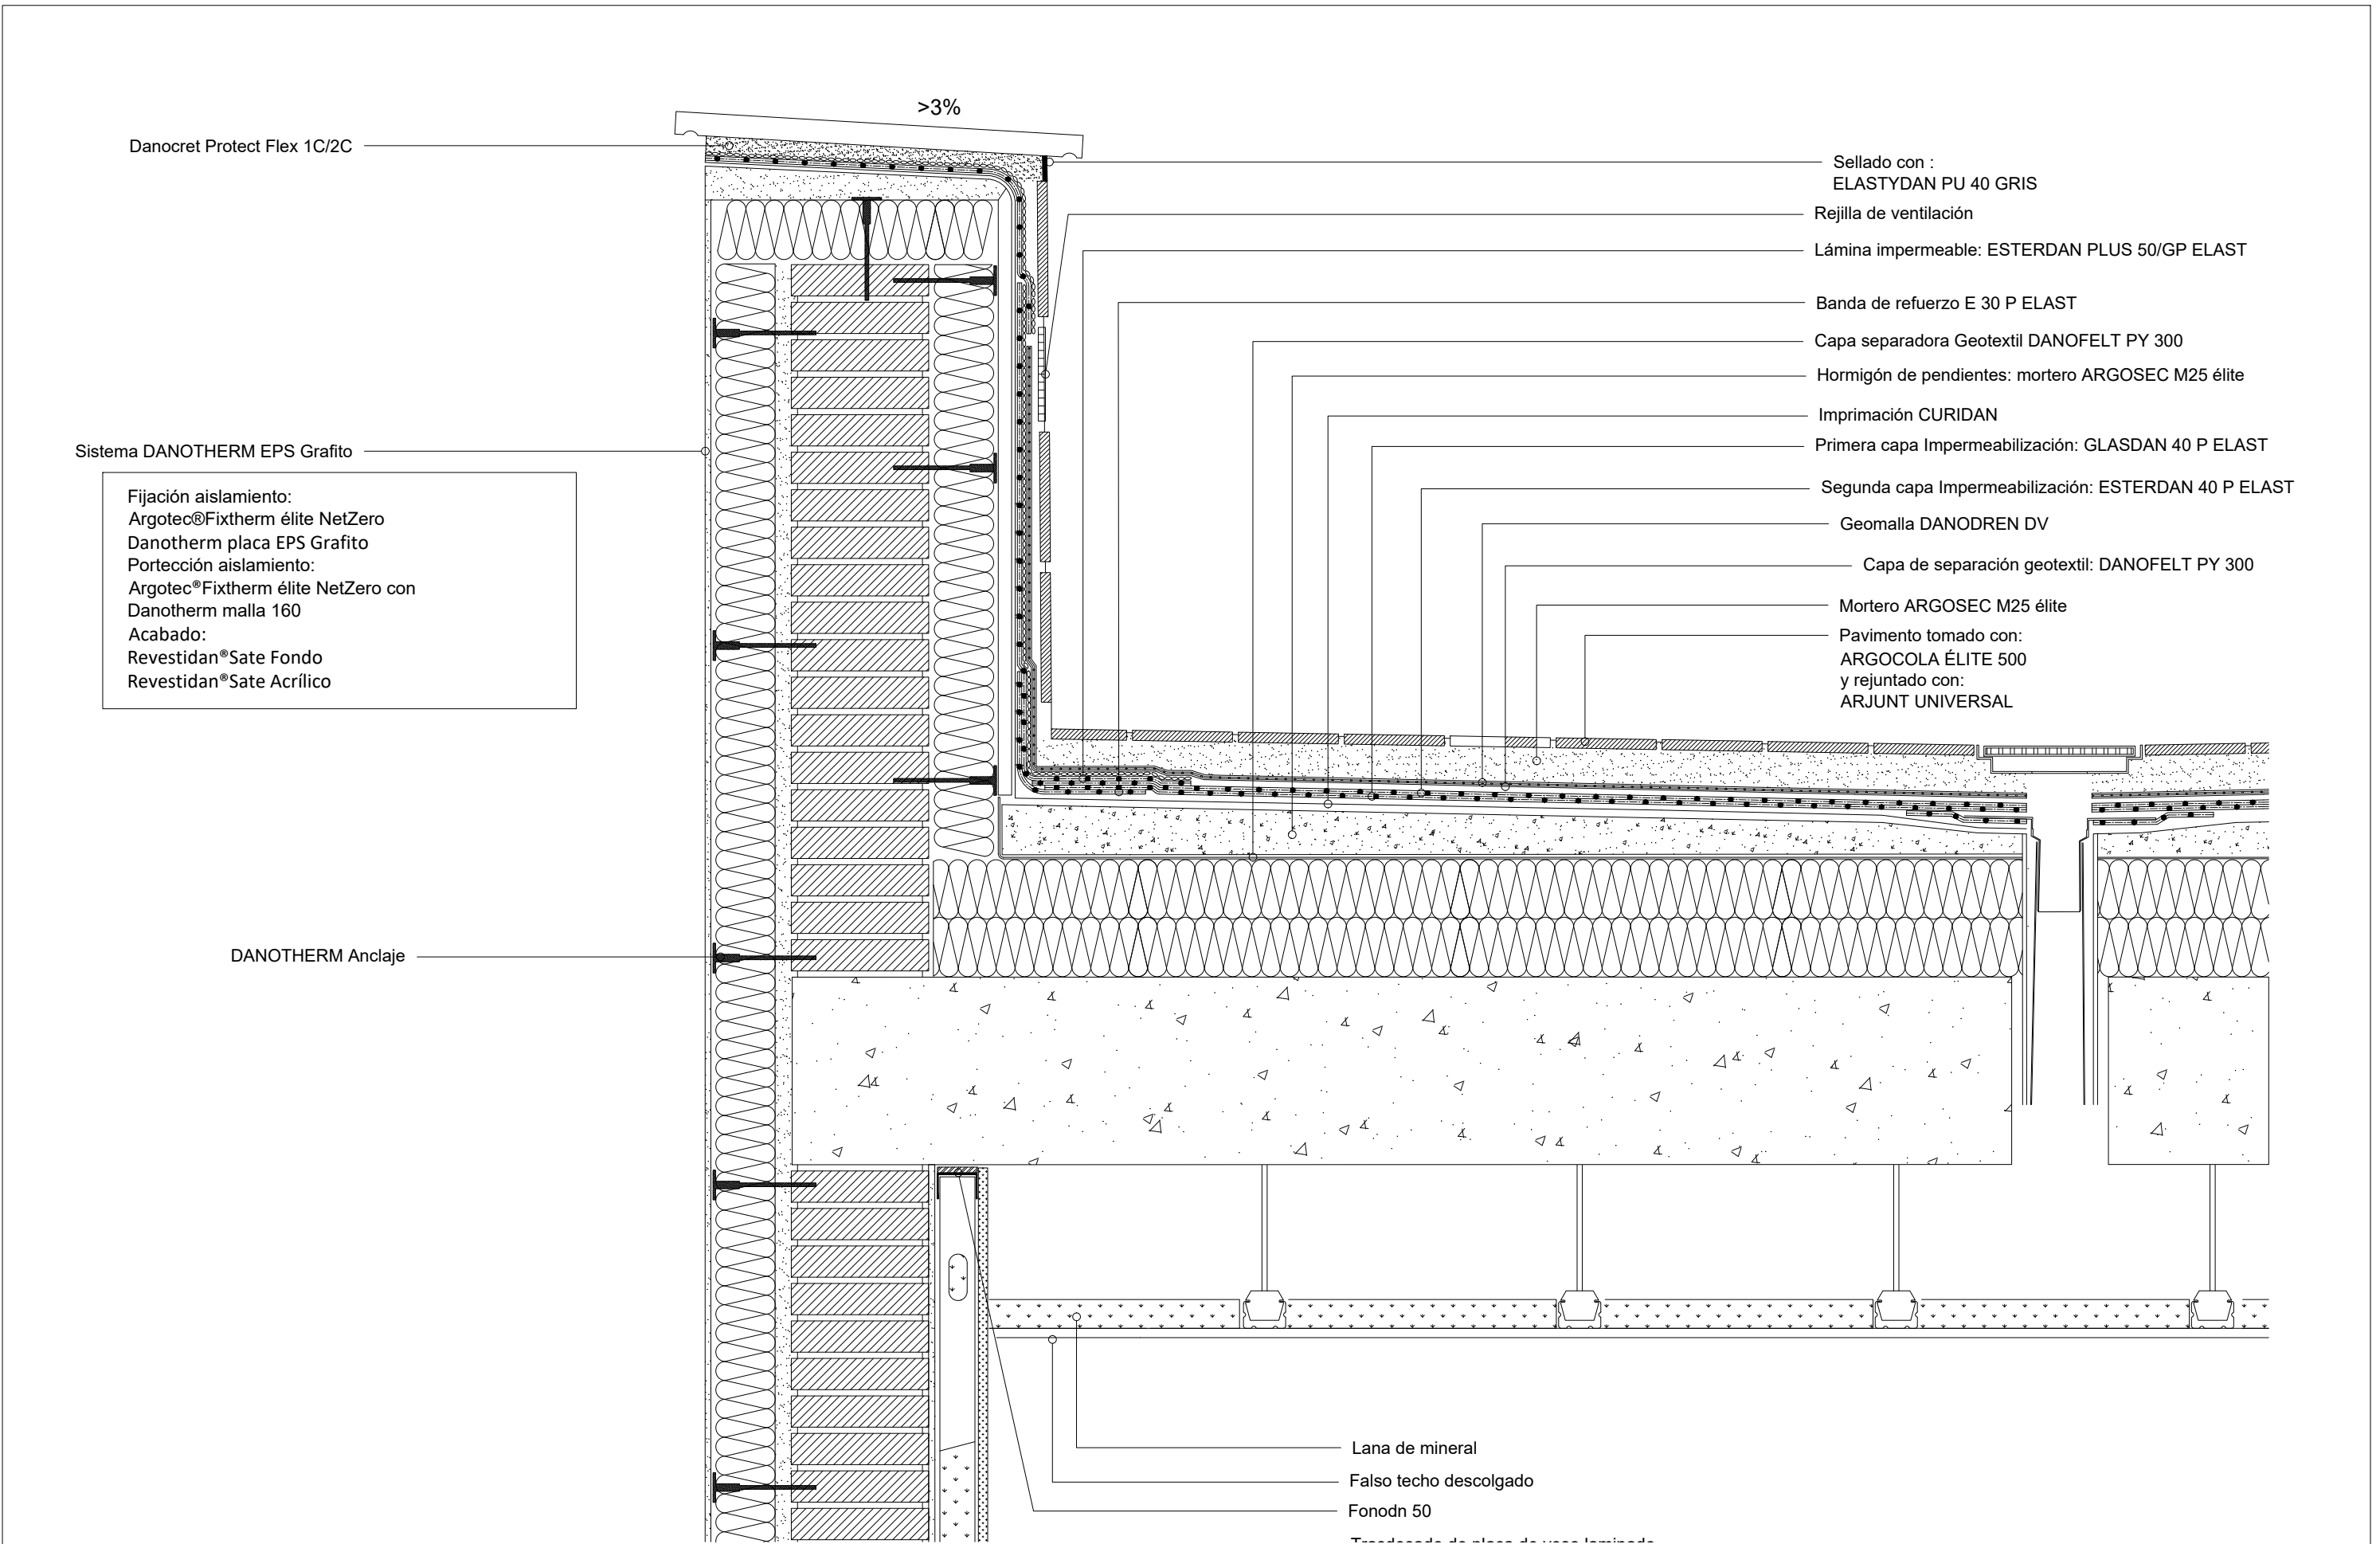 >3%
Danocret Protect Flex 1C/2C
Sellado con :
ELASTYDAN PU 40 GRIS
Rejilla de ventilación
Lámina impermeable: ESTERDAN PLUS 50/GP ELAST
Banda de refuerzo E 30 P ELAST
Capa separadora Geotextil DANOFELT PY 300
Hormigón de pendientes: mortero ARGOSEC M25 élite
Imprimación CURIDAN
Primera capa Impermeabilización: GLASDAN 40 P ELAST
Segunda capa Impermeabilización: ESTERDAN 40 P ELAST
Geomalla DANODREN DV
Capa de separación geotextil: DANOFELT PY 300
Mortero ARGOSEC M25 élite
Pavimento tomado con:
ARGOCOLA ÉLITE 500
y rejuntado con:
ARJUNT UNIVERSAL
Sistema DANOTHERM EPS Grafito
Fijación aislamiento:
Argotec®Fixtherm élite NetZero
Danotherm placa EPS Grafito
Portección aislamiento:
Argotec®Fixtherm élite NetZero con
Danotherm malla 160
Acabado:
Revestidan®Sate Fondo
Revestidan®Sate Acrílico
DANOTHERM Anclaje
Lana de mineral
Falso techo descolgado
Fonodn 50